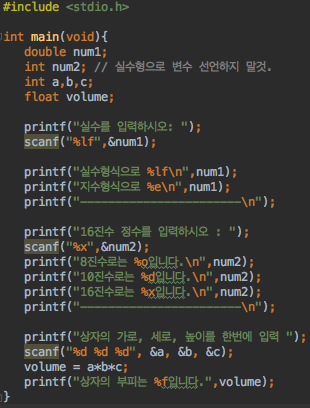 #include <stdio.h>
int main(void){
double num1;
int num2; // 실수형으로 변수 선언하지 말것.
int a,b,c;
float volume;
printf("실수를 입력하시오: ");
scanf("%lf",&num1);
printf("실수형식으로 %lf\n",num1);
printf("지수형식으로 %e\n",num1);
printf("-----------------------\n");
printf("16진수 정수를 입력하시오 : ");
scanf("%x",&num2);
printf("8진수로는 %o입니다.\n",num2);
printf("10진수로는 %d입니다.\n",num2);
printf("16진수로는 %x입니다.\n",num2);
printf("-----------------------\n");
printf("상자의 가로, 세로, 높이를 한번에 입력 ");
scanf("%d %d %d", &a, &b, &c);
volume = a*b*c;
printf("상자의 부피는 %f입니다.",volume);
}